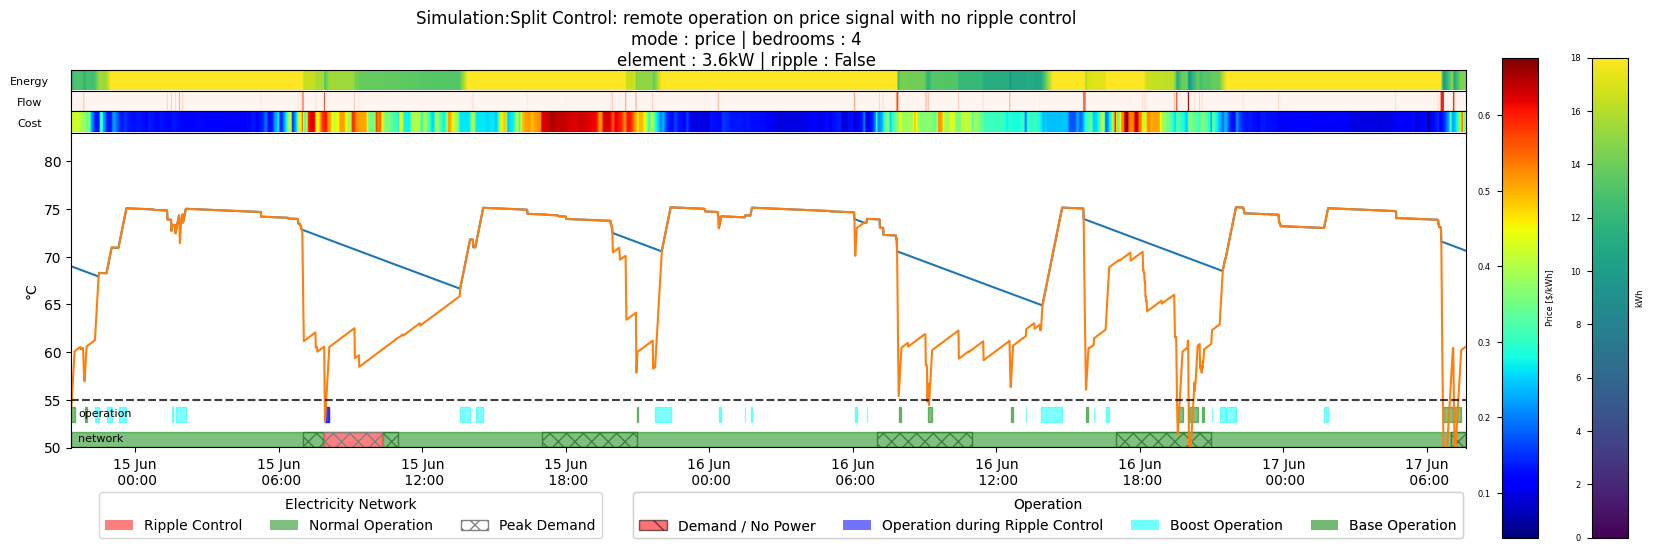 Simulation:Split Control: remote operation on price signal with no ripple control
mode : price | bedrooms : 4
element : 3.6kW | ripple : False
Energy
Flow
Cost
80
75
70
65
60
55
50
°C
operation
network
15 Jun 00:00
15 Jun 06:00
15 Jun 12:00
15 Jun 18:00
16 Jun 00:00
16 Jun 06:00
16 Jun 12:00
16 Jun 18:00
17 Jun 00:00
17 Jun 06:00
Electricity Network
Ripple Control
Normal Operation
Peak Demand
Operation
Demand / No Power
Operation during Ripple Control
Boost Operation
Base Operation
0.6
0.5
0.4
0.3
0.2
0.1
Price [$/kWh]
18
16
14
12
10
8
6
4
2
0
kWh